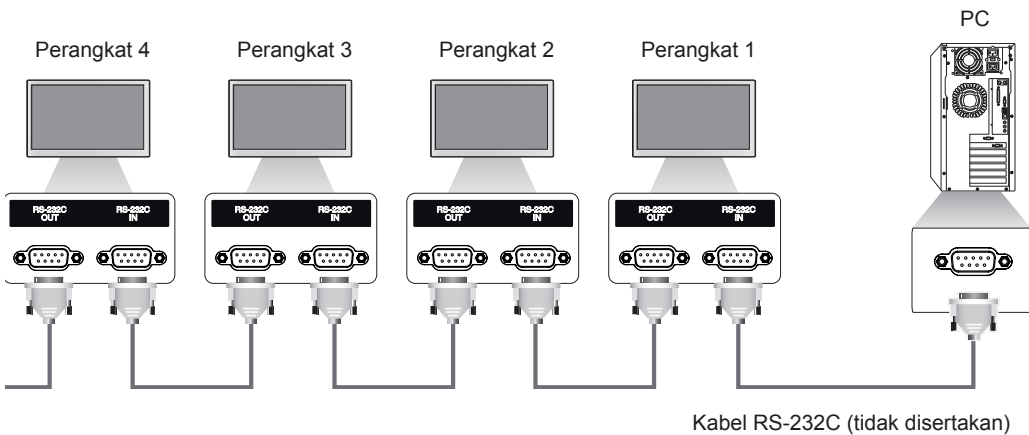 PC
Perangkat 4
Perangkat 3
Perangkat 2
Perangkat 1
RS-232C OUT
RS-232C IN
RS-232C OUT
RS-232C IN
RS-232C OUT
RS-232C IN
RS-232C OUT
RS-232C IN
Kabel RS-232C (tidak disertakan)